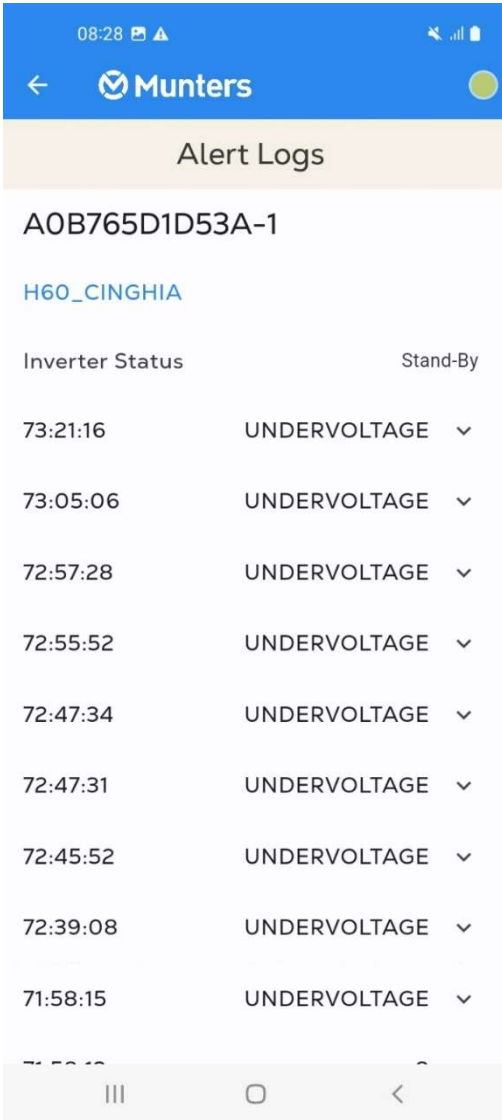 08:28
Munters
Alert Logs
A0B765D1D53A-1
H60_CINGHIA
Inverter Status Stand-By
73:21:16 UNDERVOLTAGE
73:05:06 UNDERVOLTAGE
72:57:28 UNDERVOLTAGE
72:55:52 UNDERVOLTAGE
72:47:34 UNDERVOLTAGE
72:47:31 UNDERVOLTAGE
72:45:52 UNDERVOLTAGE
72:39:08 UNDERVOLTAGE
71:58:15 UNDERVOLTAGE